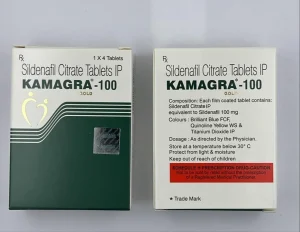 Rx
1 X 4 Tablets
Sildenafil Citrate Tablets IP
KAMAGRA®-100
GOLD
Rx
Sildenafil Citrate Tablets IP
KAMAGRA®-100
GOLD
Composition: Each film coated tablet contains:
Sildenafil Citrate IP
equivalent to Sildenafil 100 mg
Colours : Brilliant Blue FCF,
Quinoline Yellow WS &
Titanium Dioxide IP
Dosage : As directed by the Physician.
Store at a temperature below 30° C
Protect from light & moisture
Keep out of reach of children
• Trade Mark